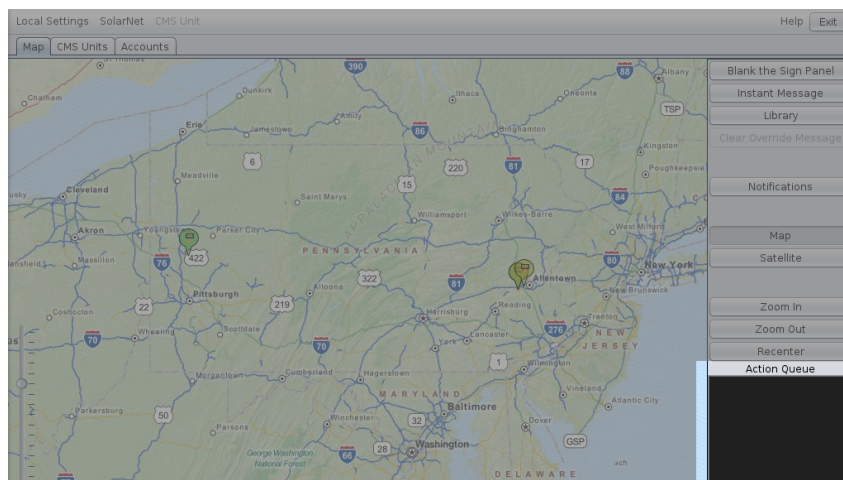 Local Settings SolarNet CMS Unit Help Exit
Map CMS Units Accounts
Blank the Sign Panel
Instant Message
Library
Clear Override Message
Notifications
Map
Satellite
Zoom In
Zoom Out
Recenter
Action Queue
St Thomas
390
88
Albany
Chatham
Dunkirk
Ithaca
Oneonta
TSP
Erie
Jamestown
86
Binghamton
6
220
81
17
Kingston
Poughkeepsie
Meadville
Cleveland
Saint Marys
15
84
Akron
Parker City
Williamsport
Wilkes-Barre
West Milford
PENNSYLVANIA
Massillon
76
422
322
81
Allentown
80
New York
New Brunswick
Pittsburgh
Altoona
Coshocton
22
219
Harrisburg
Reading
Trenton
70
Wheeling
Scottdale
70
York
Lancaster
276
NEW
JERSEY
1
Wilmington
Morgantown
Cumberland
Hagerstown
MARYLAND
Vineland
Atlantic City
Parkersburg
50
Parsons
Winchester
Baltimore
32
Dover
28
Washington
GSP
George Washington
National Forest
66
DELAWARE